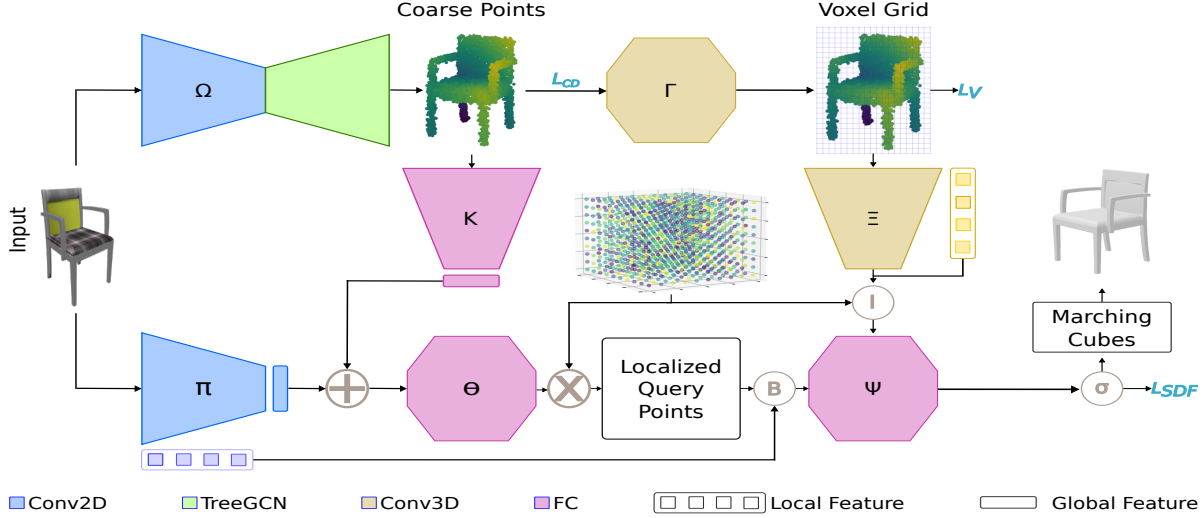 Coarse Points
Voxel Grid
Ω
L_CD
Γ
L_V
Input
K
Ξ
I
Marching
Cubes
π
Θ
Localized
Query
Points
B
Ψ
σ
L_SDF
Conv2D
TreeGCN
Conv3D
FC
Local Feature
Global Feature